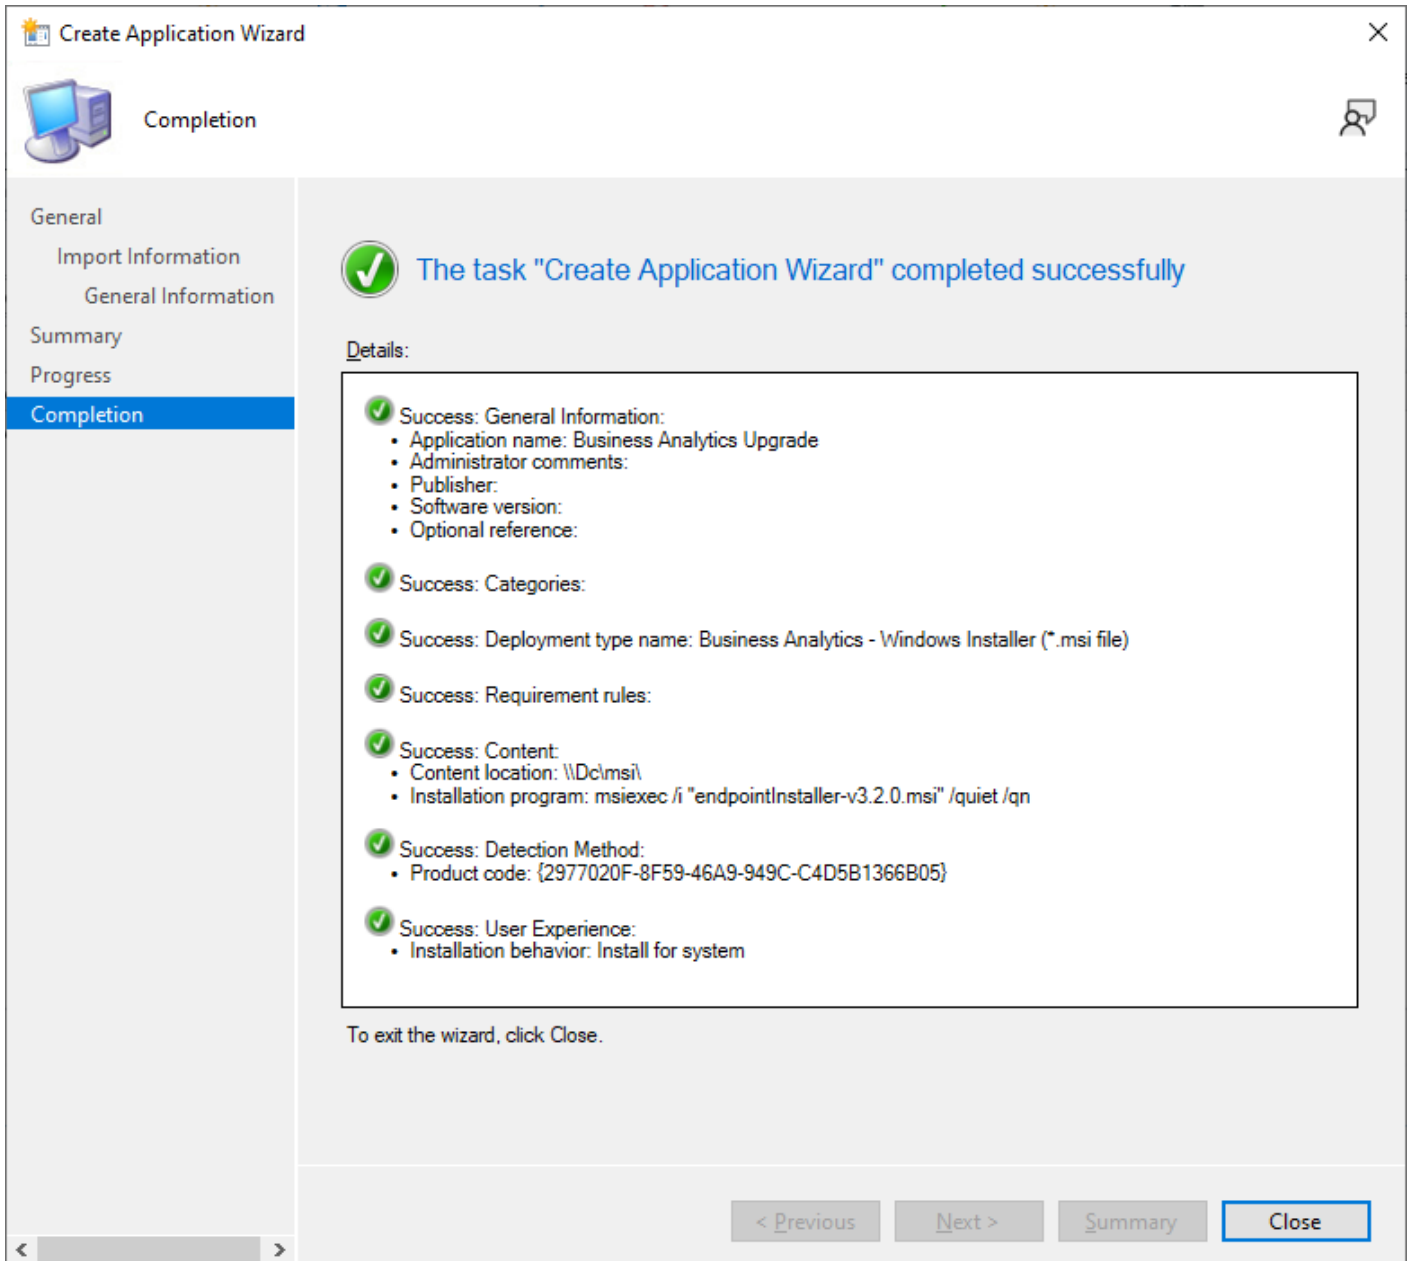 Create Application Wizard
Completion
General
Import Information
General Information
Summary
Progress
Completion
The task "Create Application Wizard" completed successfully
Details:
Success: General Information:
• Application name: Business Analytics Upgrade
• Administrator comments:
• Publisher:
• Software version:
• Optional reference:
Success: Categories:
Success: Deployment type name: Business Analytics - Windows Installer (*.msi file)
Success: Requirement rules:
Success: Content:
• Content location: \\Dc\msi\
• Installation program: msiexec /i "endpointInstaller-v3.2.0.msi" /quiet /qn
Success: Detection Method:
• Product code: {2977020F-8F59-46A9-949C-C4D5B1366B05}
Success: User Experience:
• Installation behavior: Install for system
To exit the wizard, click Close.
< Previous
Next >
Summary
Close